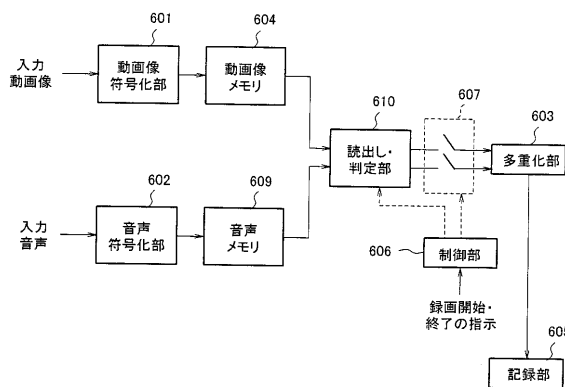 601
604
入力
動画像
動画像
符号化部
動画像
メモリ
610
607
603
読出し・
判定部
多重化部
602
609
入力
音声
音声
符号化部
音声
メモリ
606
制御部
録画開始・
終了の指示
605
記録部